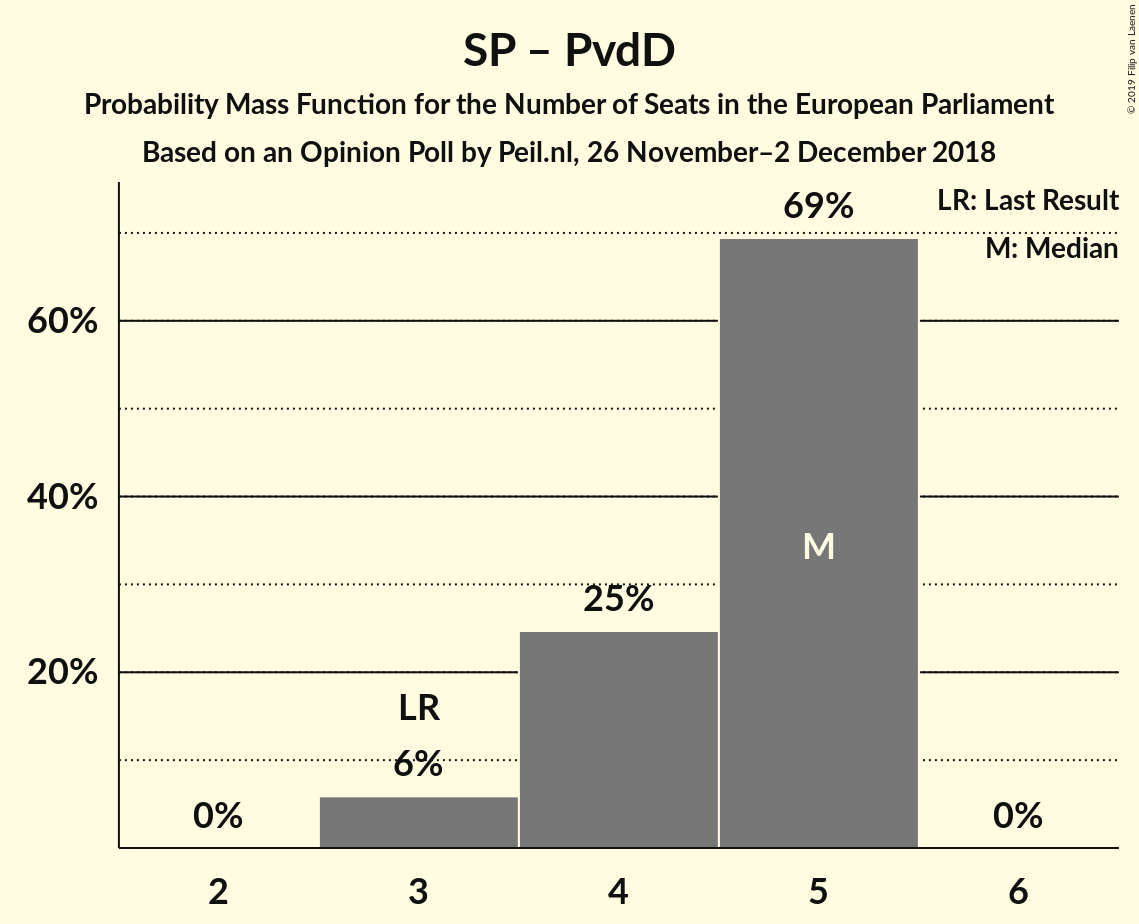 SP – PvdD
Probability Mass Function for the Number of Seats in the European Parliament
Based on an Opinion Poll by Peil.nl, 26 November–2 December 2018
© 2019 Filip van Laenen
LR: Last Result
M: Median
60%
40%
20%
0%
LR
6%
25%
69%
M
0%
2
3
4
5
6